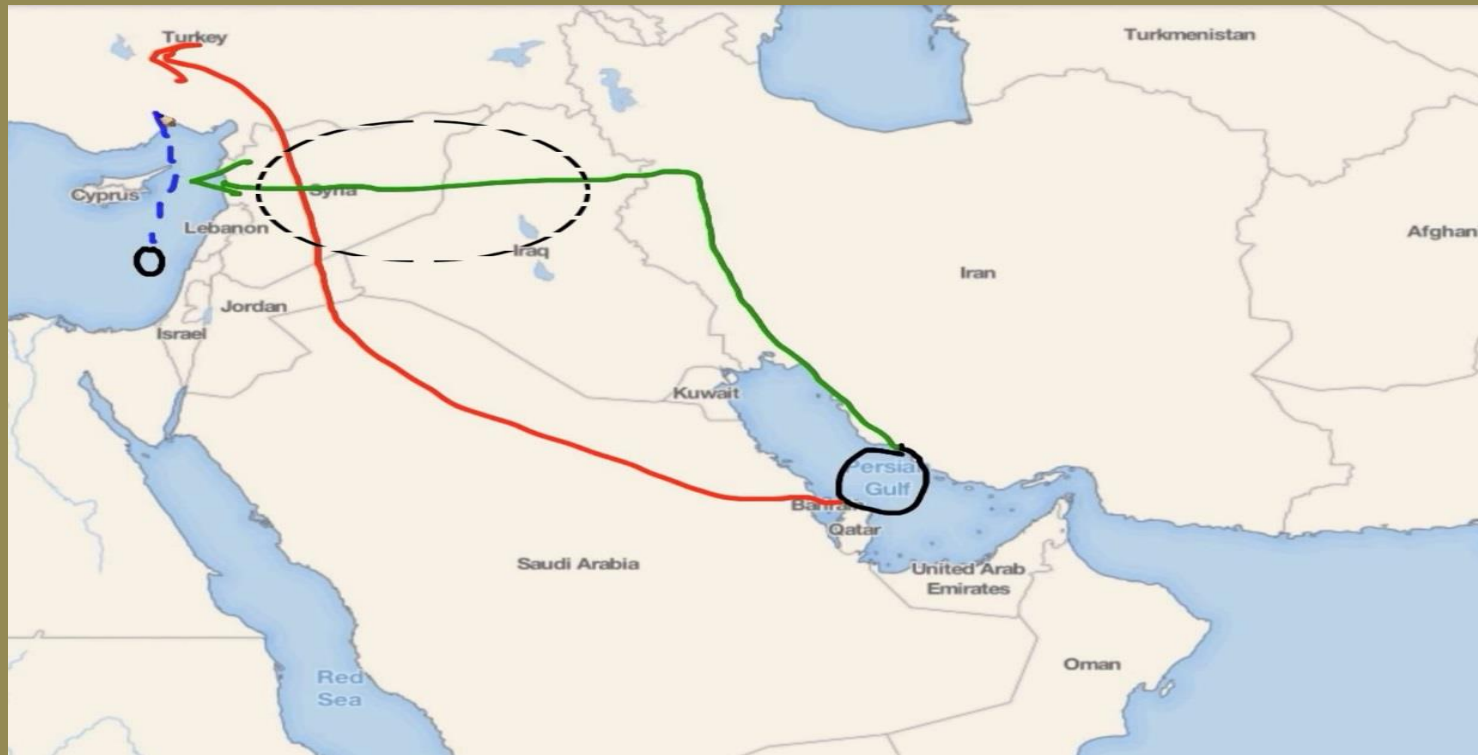 Turkey
Turkmenistan
Syria
Cyprus
Lebanon
Iraq
Afghan
Iran
Jordan
Israel
Kuwait
Persian
Gulf
Bahrain
Qatar
Saudi Arabia
United Arab
Emirates
Oman
Red
Sea